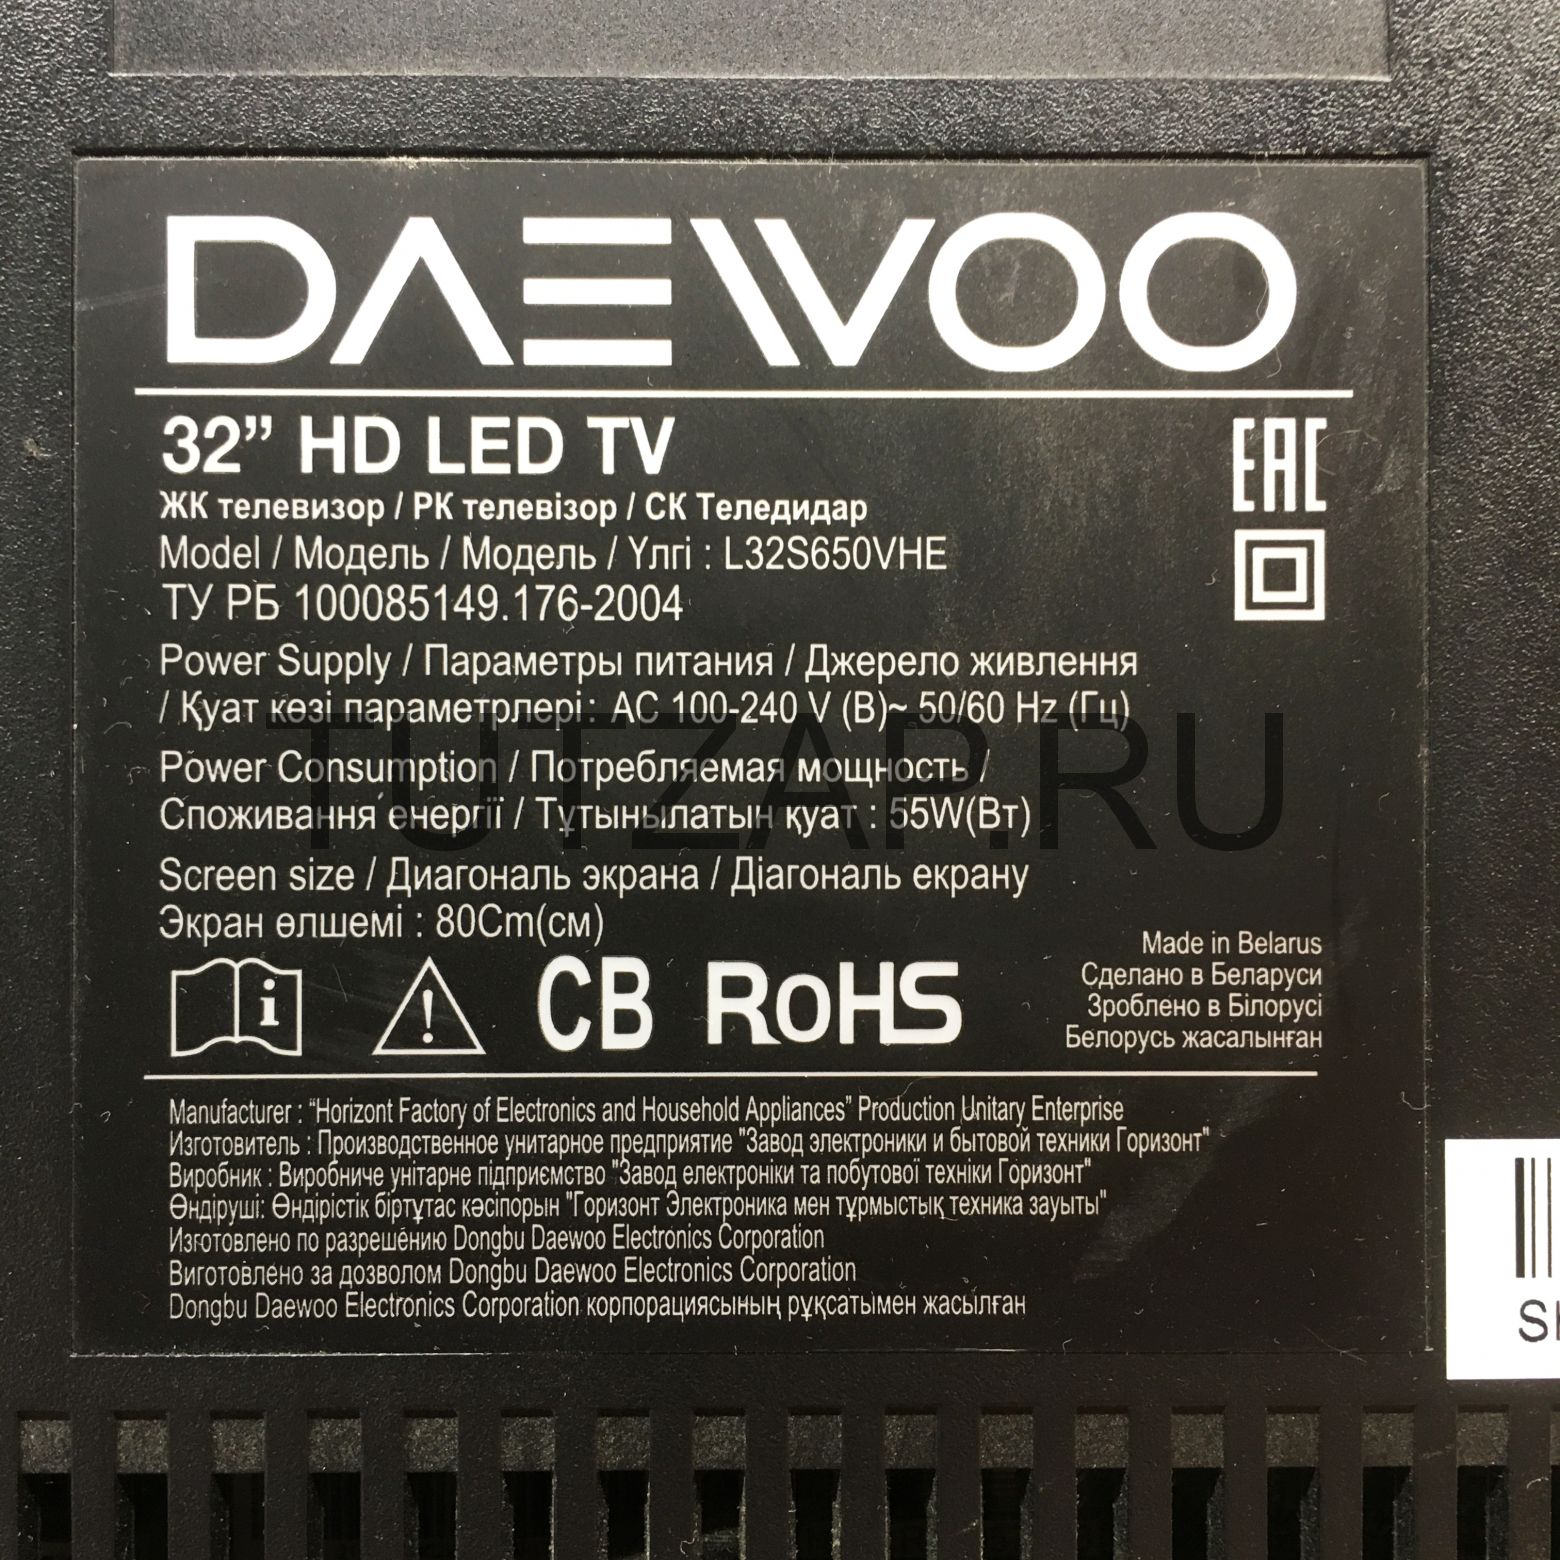 DAEWOO
32” HD LED TV
ЖК телевизор / РК телевізор / СК Теледидар
Model / Модель / Модель / Үлгі : L32S650VHE
ТУ РБ 100085149.176-2004
EAC
Power Supply / Параметры питания / Джерело живлення
/ Қуат көзі параметрлері: AC 100-240 V (В)~ 50/60 Hz (Гц)
TUTZAP.RU
Power Consumption / Потребляемая мощность /
Споживання енергії / Тұтынылатын қуат : 55W(Вт)
Screen size / Диагональ экрана / Діагональ екрану
Экран өлшемі : 80Cm(см)
i ! CB RoHS
Made in Belarus
Сделано в Беларуси
Зроблено в Білорусі
Белорусь жасалынған
Manufacturer : “Horizont Factory of Electronics and Household Appliances” Production Unitary Enterprise
Изготовитель : Производственное унитарное предприятие "Завод электроники и бытовой техники Горизонт"
Виробник : Виробниче унітарне підприємство "Завод електроніки та побутової техніки Горизонт"
Өндіруші: Өндірістік біртұтас кәсіпорын "Горизонт Электроника мен тұрмыстық техника зауыты"
Изготовлено по разрешению Dongbu Daewoo Electronics Corporation
Виготовлено за дозволом Dongbu Daewoo Electronics Corporation
Dongbu Daewoo Electronics Corporation корпорациясының рұқсатымен жасылған